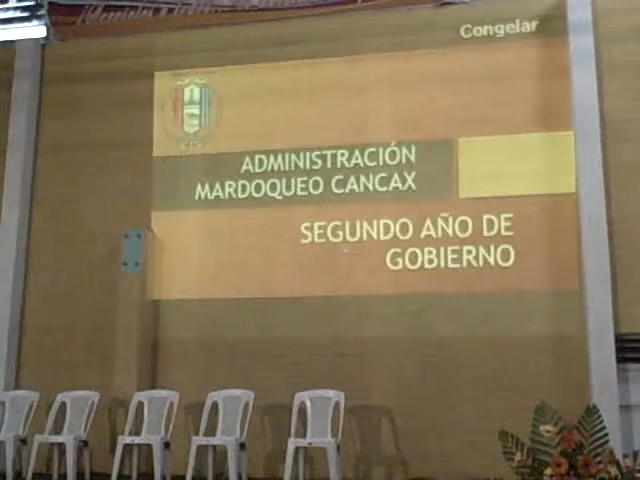 Congelar
ADMINISTRACIÓN
MARDOQUEO CANCAX
SEGUNDO AÑO DE
GOBIERNO